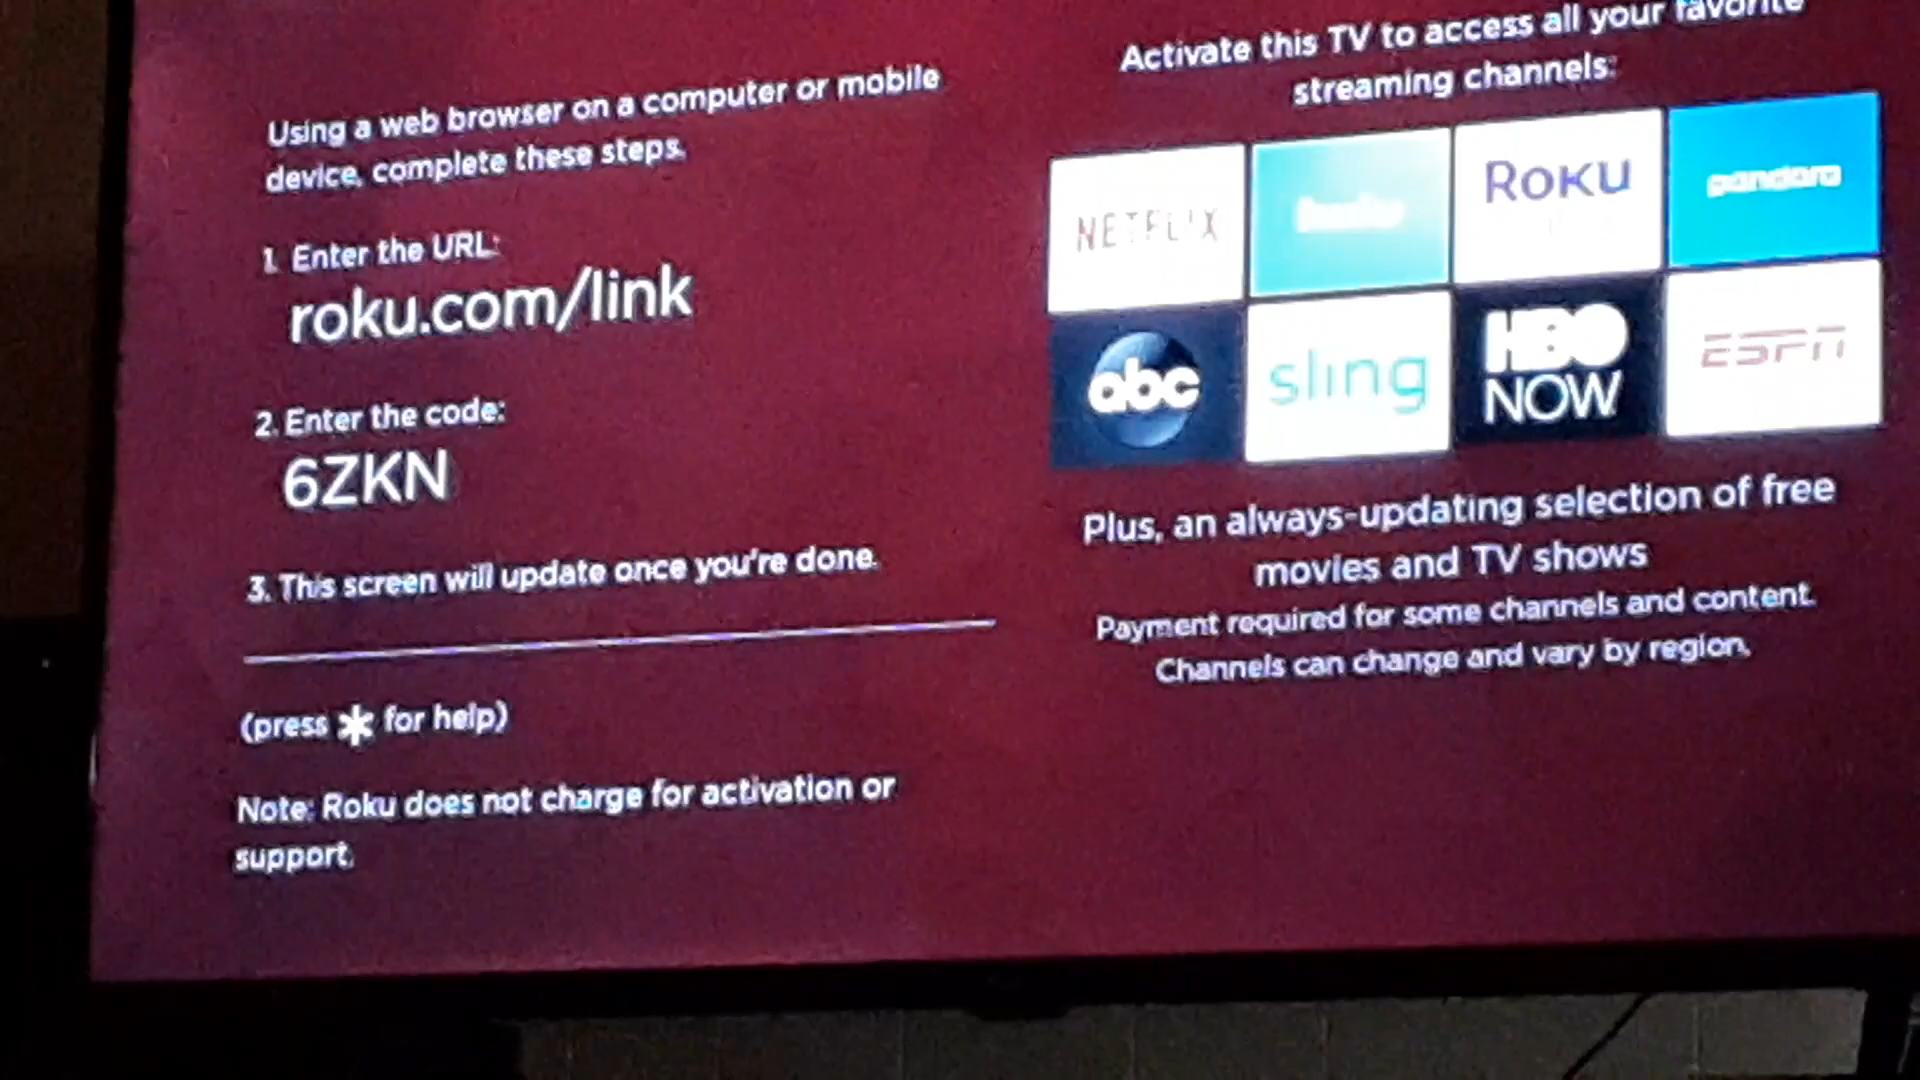 Using a web browser on a computer or mobile
device, complete these steps.
1. Enter the URL:
roku.com/link
2. Enter the code:
6ZKN
3. This screen will update once you're done.
(press * for help)
Note: Roku does not charge for activation or
support.
Activate this TV to access all your favorite
streaming channels:
NETFLIX
hulu
ROKU
pandora
abc
sling
HBO
NOW
ESPN
Plus, an always-updating selection of free
movies and TV shows
Payment required for some channels and content.
Channels can change and vary by region.